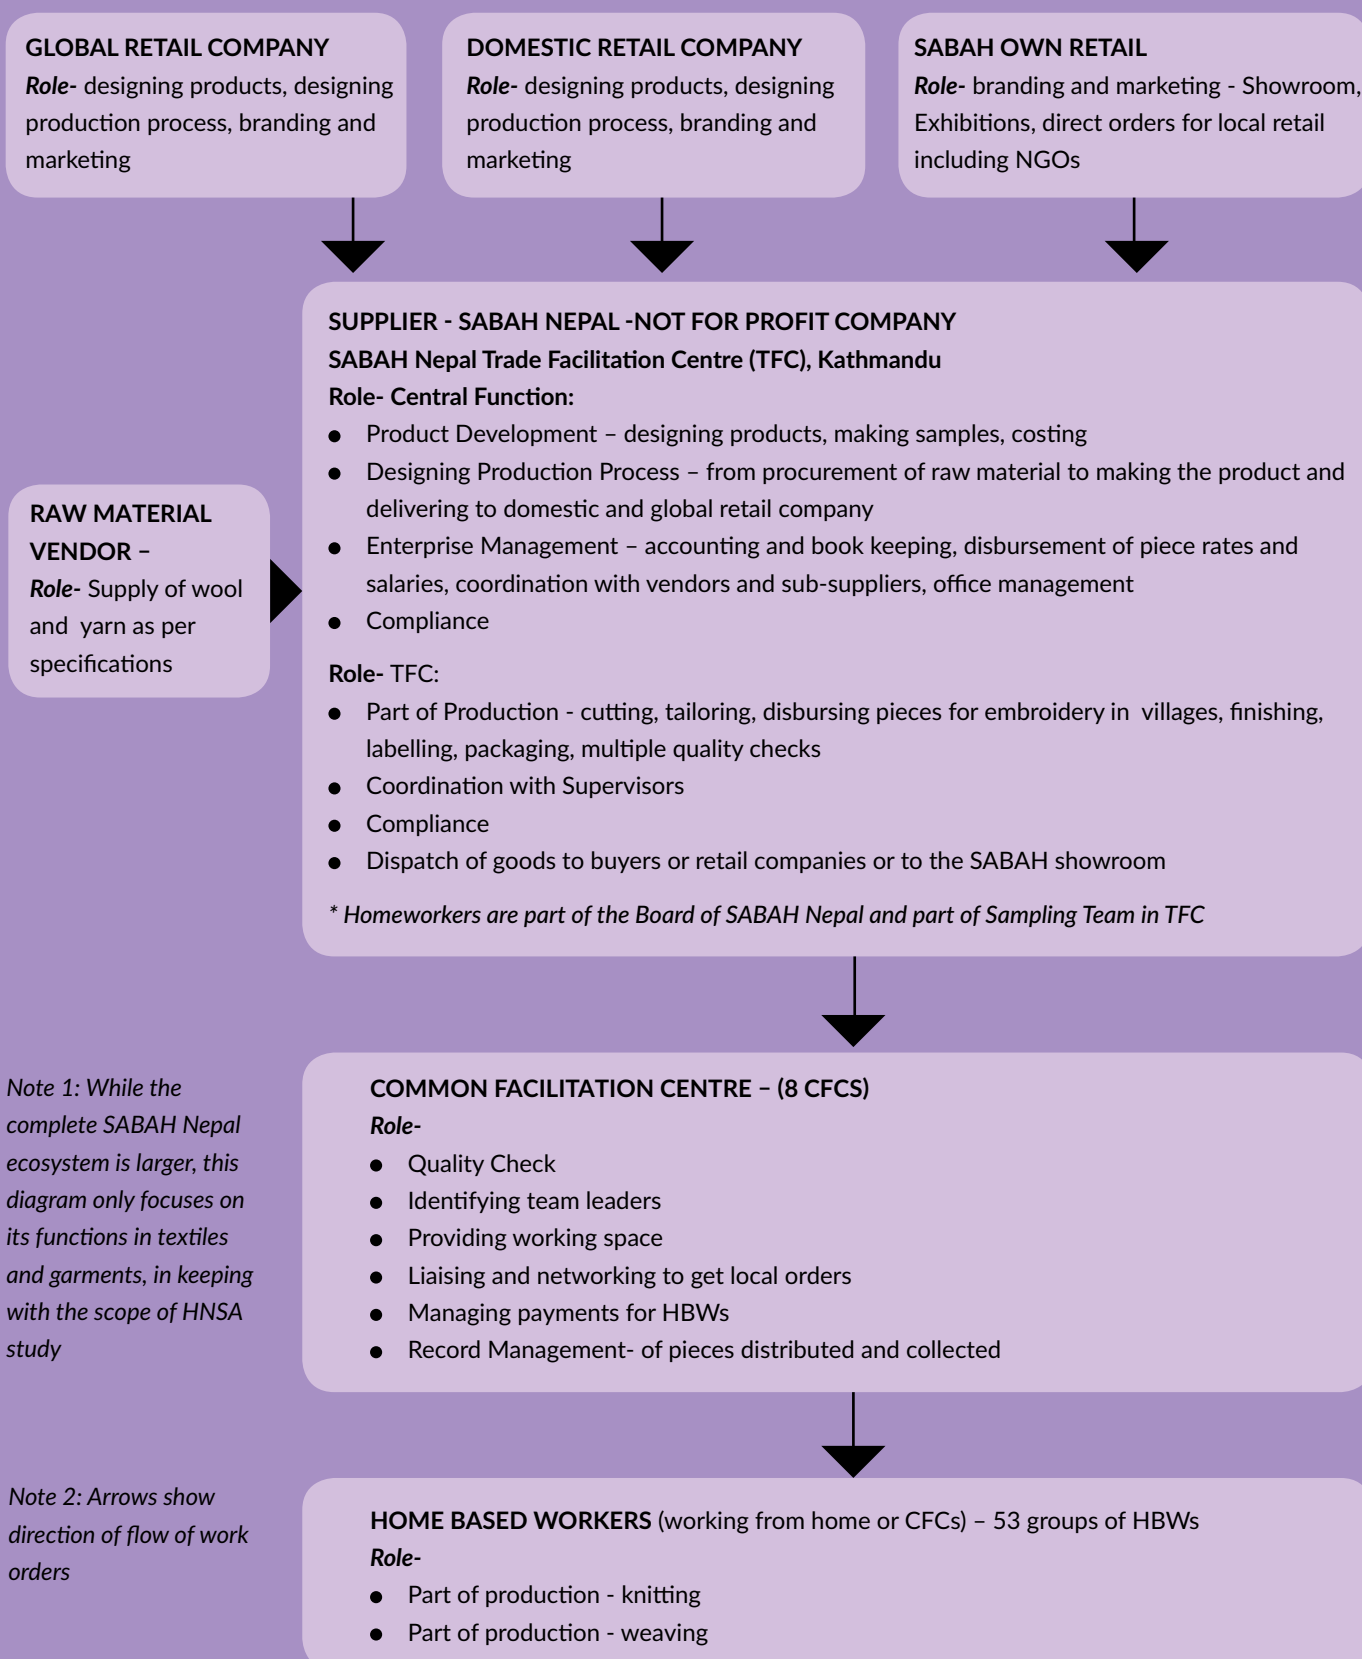 GLOBAL RETAIL COMPANY
Role- designing products, designing
production process, branding and
marketing
DOMESTIC RETAIL COMPANY
Role- designing products, designing
production process, branding and
marketing
SABAH OWN RETAIL
Role- branding and marketing - Showroom,
Exhibitions, direct orders for local retail
including NGOs
SUPPLIER - SABAH NEPAL -NOT FOR PROFIT COMPANY
SABAH Nepal Trade Facilitation Centre (TFC), Kathmandu
Role- Central Function:
● Product Development – designing products, making samples, costing
● Designing Production Process – from procurement of raw material to making the product and
delivering to domestic and global retail company
● Enterprise Management – accounting and book keeping, disbursement of piece rates and
salaries, coordination with vendors and sub-suppliers, office management
● Compliance
Role- TFC:
● Part of Production - cutting, tailoring, disbursing pieces for embroidery in villages, finishing,
labelling, packaging, multiple quality checks
● Coordination with Supervisors
● Compliance
● Dispatch of goods to buyers or retail companies or to the SABAH showroom
* Homeworkers are part of the Board of SABAH Nepal and part of Sampling Team in TFC
RAW MATERIAL
VENDOR –
Role- Supply of wool
and yarn as per
specifications
COMMON FACILITATION CENTRE – (8 CFCS)
Role-
● Quality Check
● Identifying team leaders
● Providing working space
● Liaising and networking to get local orders
● Managing payments for HBWs
● Record Management- of pieces distributed and collected
Note 1: While the
complete SABAH Nepal
ecosystem is larger, this
diagram only focuses on
its functions in textiles
and garments, in keeping
with the scope of HNSA
study
HOME BASED WORKERS (working from home or CFCs) – 53 groups of HBWs
Role-
● Part of production - knitting
● Part of production - weaving
Note 2: Arrows show
direction of flow of work
orders